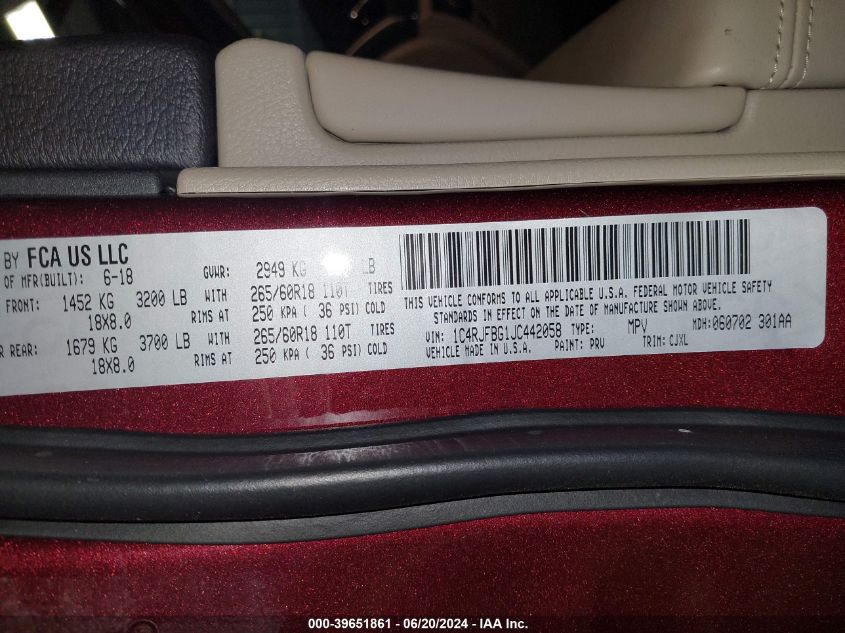 BY FCA US LLC
OF MFR(BUILT): 6-18 GVWR: 2949 KG LB
FRONT: 1452 KG 3200 LB WITH 265/60R18 110T TIRES
18X8.0 RIMS AT 250 KPA ( 36 PSI) COLD
REAR: 1679 KG 3700 LB WITH 265/60R18 110T TIRES
18X8.0 RIMS AT 250 KPA ( 36 PSI) COLD
THIS VEHICLE CONFORMS TO ALL APPLICABLE U.S.A. FEDERAL MOTOR VEHICLE SAFETY
STANDARDS IN EFFECT ON THE DATE OF MANUFACTURE SHOWN ABOVE.
VIN: 1C4RJFBG1JC442058 TYPE: MPV MDH:060702 301AA
VEHICLE MADE IN U.S.A. PAINT: PRV TRIM: CJXL
000-39651861 - 06/20/2024 - IAA Inc.